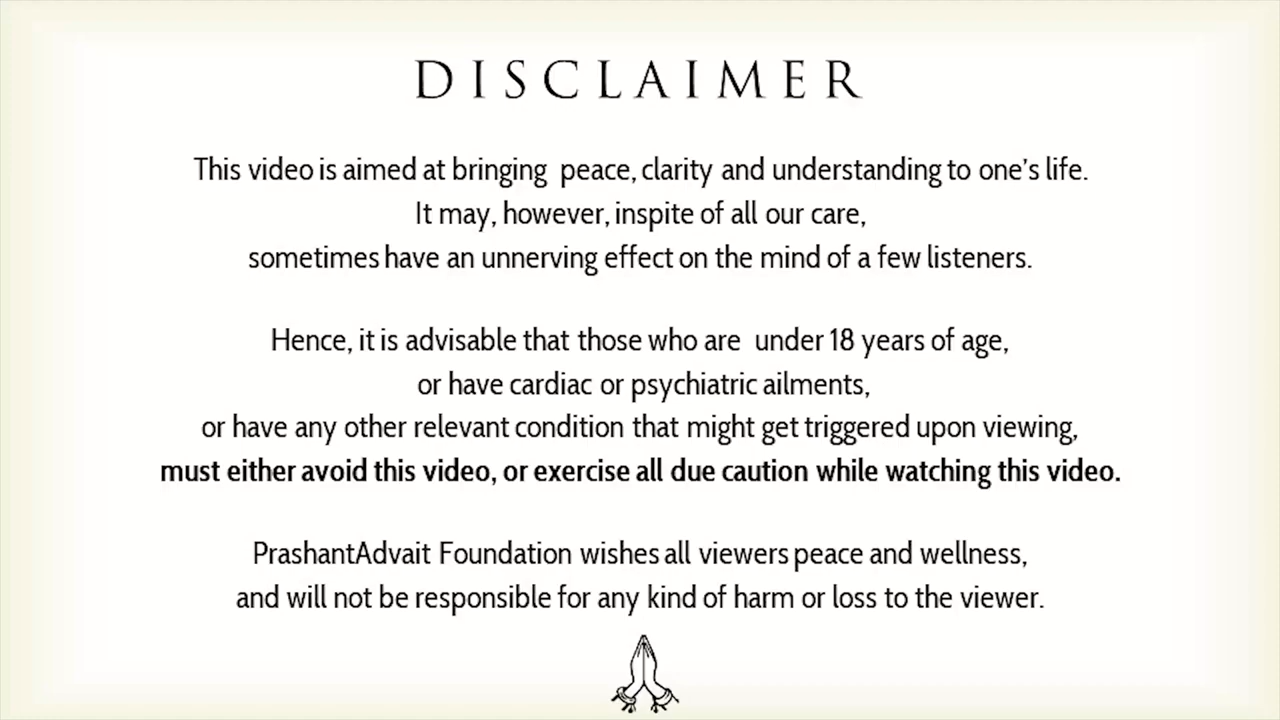 DISCLAIMER
This video is aimed at bringing peace, clarity and understanding to one's life.
It may, however, inspite of all our care,
sometimes have an unnerving effect on the mind of a few listeners.
Hence, it is advisable that those who are under 18 years of age,
or have cardiac or psychiatric ailments,
or have any other relevant condition that might get triggered upon viewing,
must either avoid this video, or exercise all due caution while watching this video.
PrashantAdvait Foundation wishes all viewers peace and wellness,
and will not be responsible for any kind of harm or loss to the viewer.